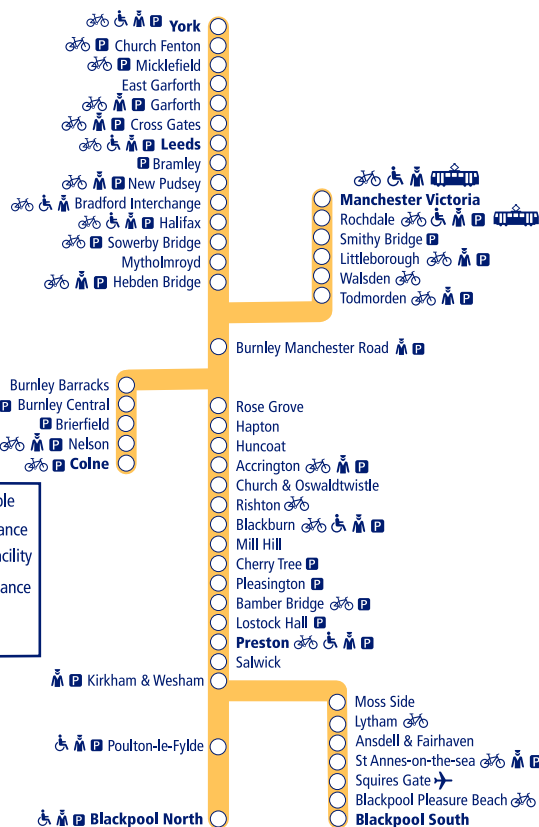 York
Church Fenton
Micklefield
East Garforth
Garforth
Cross Gates
Leeds
Bramley
New Pudsey
Bradford Interchange
Halifax
Sowerby Bridge
Mytholmroyd
Hebden Bridge
Manchester Victoria
Rochdale
Smithy Bridge
Littleborough
Walsden
Todmorden
Burnley Manchester Road
Burnley Barracks
Burnley Central
Brierfield
Nelson
Colne
Rose Grove
Hapton
Huncoat
Accrington
Church & Oswaldtwistle
Rishton
Blackburn
Mill Hill
Cherry Tree
Pleasington
Bamber Bridge
Lostock Hall
Preston
Salwick
Kirkham & Wesham
Poulton-le-Fylde
Blackpool North
Moss Side
Lytham
Ansdell & Fairhaven
St Annes-on-the-sea
Squires Gate
Blackpool Pleasure Beach
Blackpool South